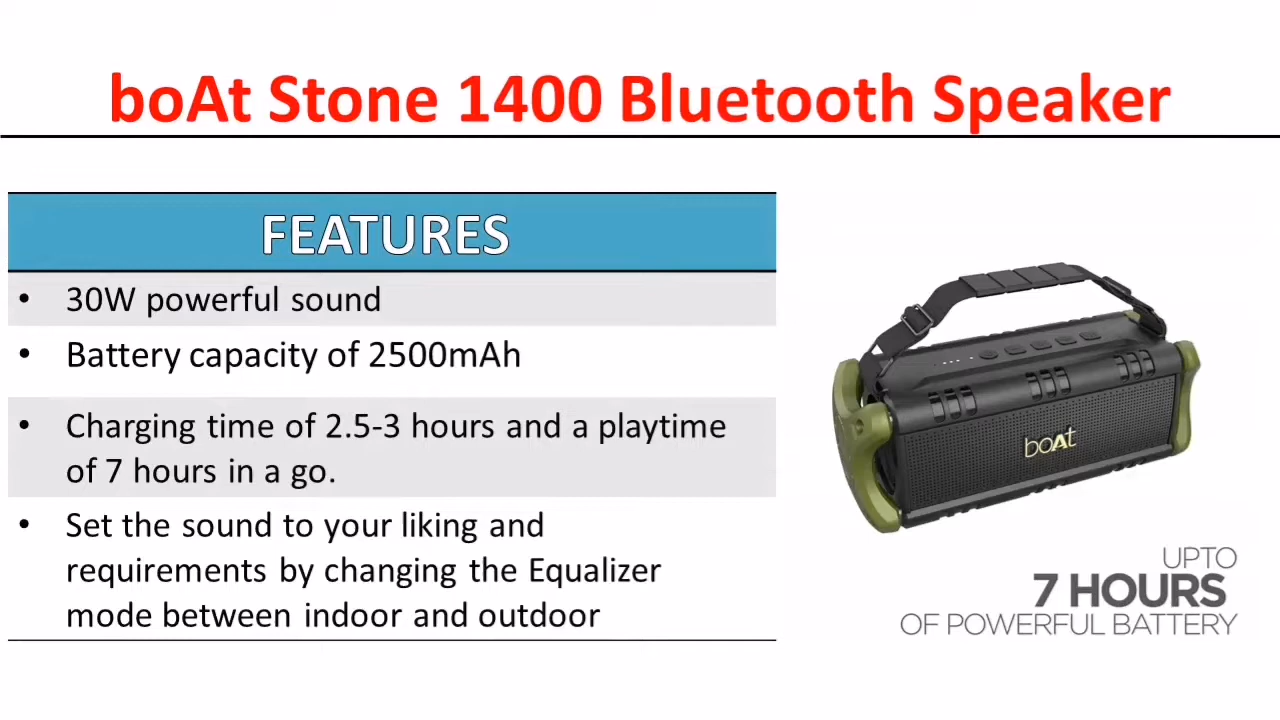 boAt Stone 1400 Bluetooth Speaker
FEATURES
• 30W powerful sound
• Battery capacity of 2500mAh
• Charging time of 2.5-3 hours and a playtime
of 7 hours in a go.
• Set the sound to your liking and
requirements by changing the Equalizer
mode between indoor and outdoor
boAt
UPTO
7 HOURS
OF POWERFUL BATTERY